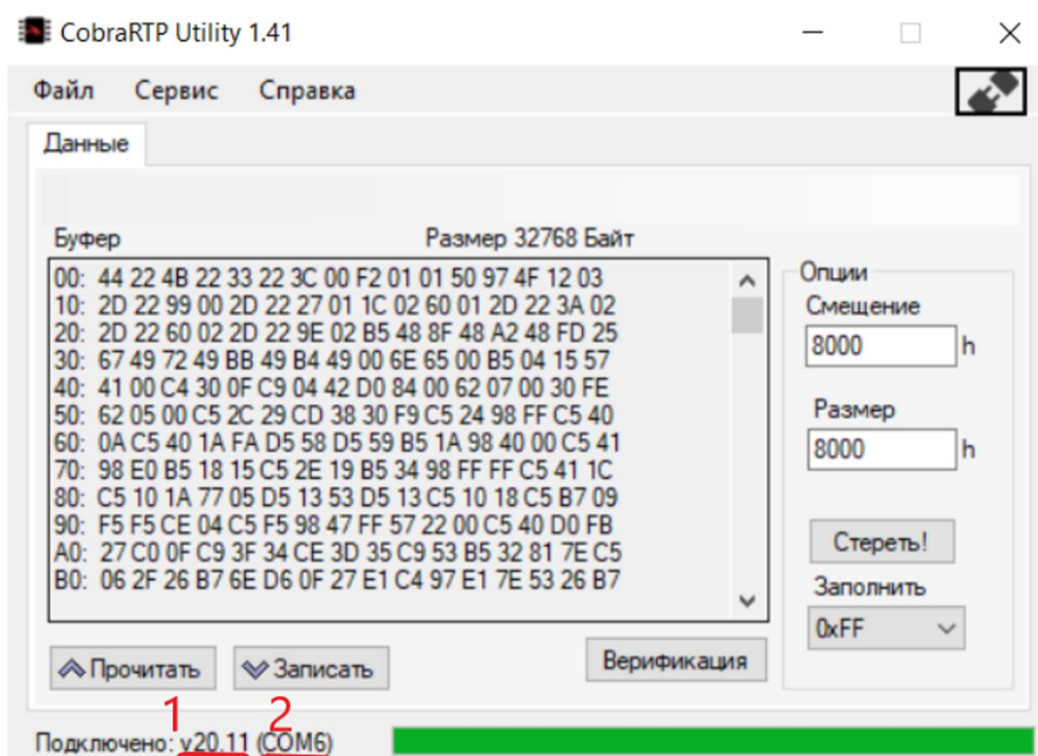 CobraRTP Utility 1.41
Файл Сервис Справка
Данные
Буфер Размер 32768 Байт
00: 44 22 4B 22 33 22 3C 00 F2 01 01 50 97 4F 12 03
10: 2D 22 99 00 2D 22 27 01 1C 02 60 01 2D 22 3A 02
20: 2D 22 60 02 2D 22 9E 02 B5 48 8F 48 A2 48 FD 25
30: 67 49 72 49 BB 49 B4 49 00 6E 65 00 B5 04 15 57
40: 41 00 C4 30 0F C9 04 42 D0 84 00 62 07 00 30 FE
50: 62 05 00 C5 2C 29 CD 38 30 F9 C5 24 98 FF C5 40
60: 0A C5 40 1A FA D5 58 D5 59 B5 1A 98 40 00 C5 41
70: 98 E0 B5 18 15 C5 2E 19 B5 34 98 FF FF C5 41 1C
80: C5 10 1A 77 05 D5 13 53 D5 13 C5 10 18 C5 B7 09
90: F5 F5 CE 04 C5 F5 98 47 FF 57 22 00 C5 40 D0 FB
A0: 27 C0 0F C9 3F 34 CE 3D 35 C9 53 B5 32 81 7E C5
B0: 06 2F 26 B7 6E D6 0F 27 E1 C4 97 E1 7E 53 26 B7
Опции
Смещение
8000 h
Размер
8000 h
Стереть!
Заполнить
0xFF
Прочитать Записать Верификация
1 2
Подключено: v20.11 (COM6)